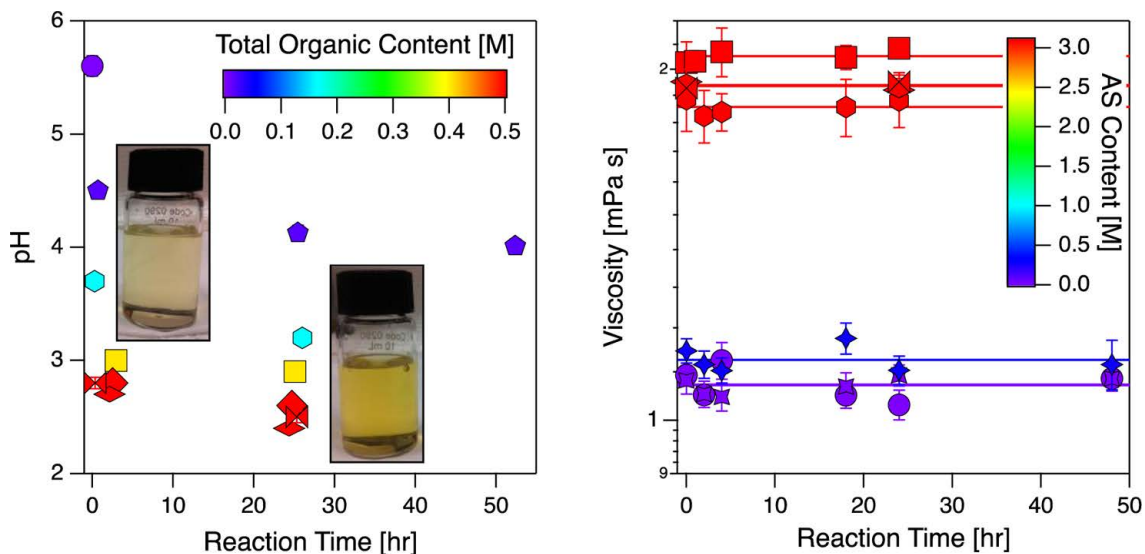 6
5
4
3
2
pH
Total Organic Content [M]
0.0 0.1 0.2 0.3 0.4 0.5
0 10 20 30 40 50
Reaction Time [hr]
2
1
9
Viscosity [mPa s]
3.0
2.5
2.0
1.5
1.0
0.5
0.0
AS Content [M]
0 10 20 30 40 50
Reaction Time [hr]